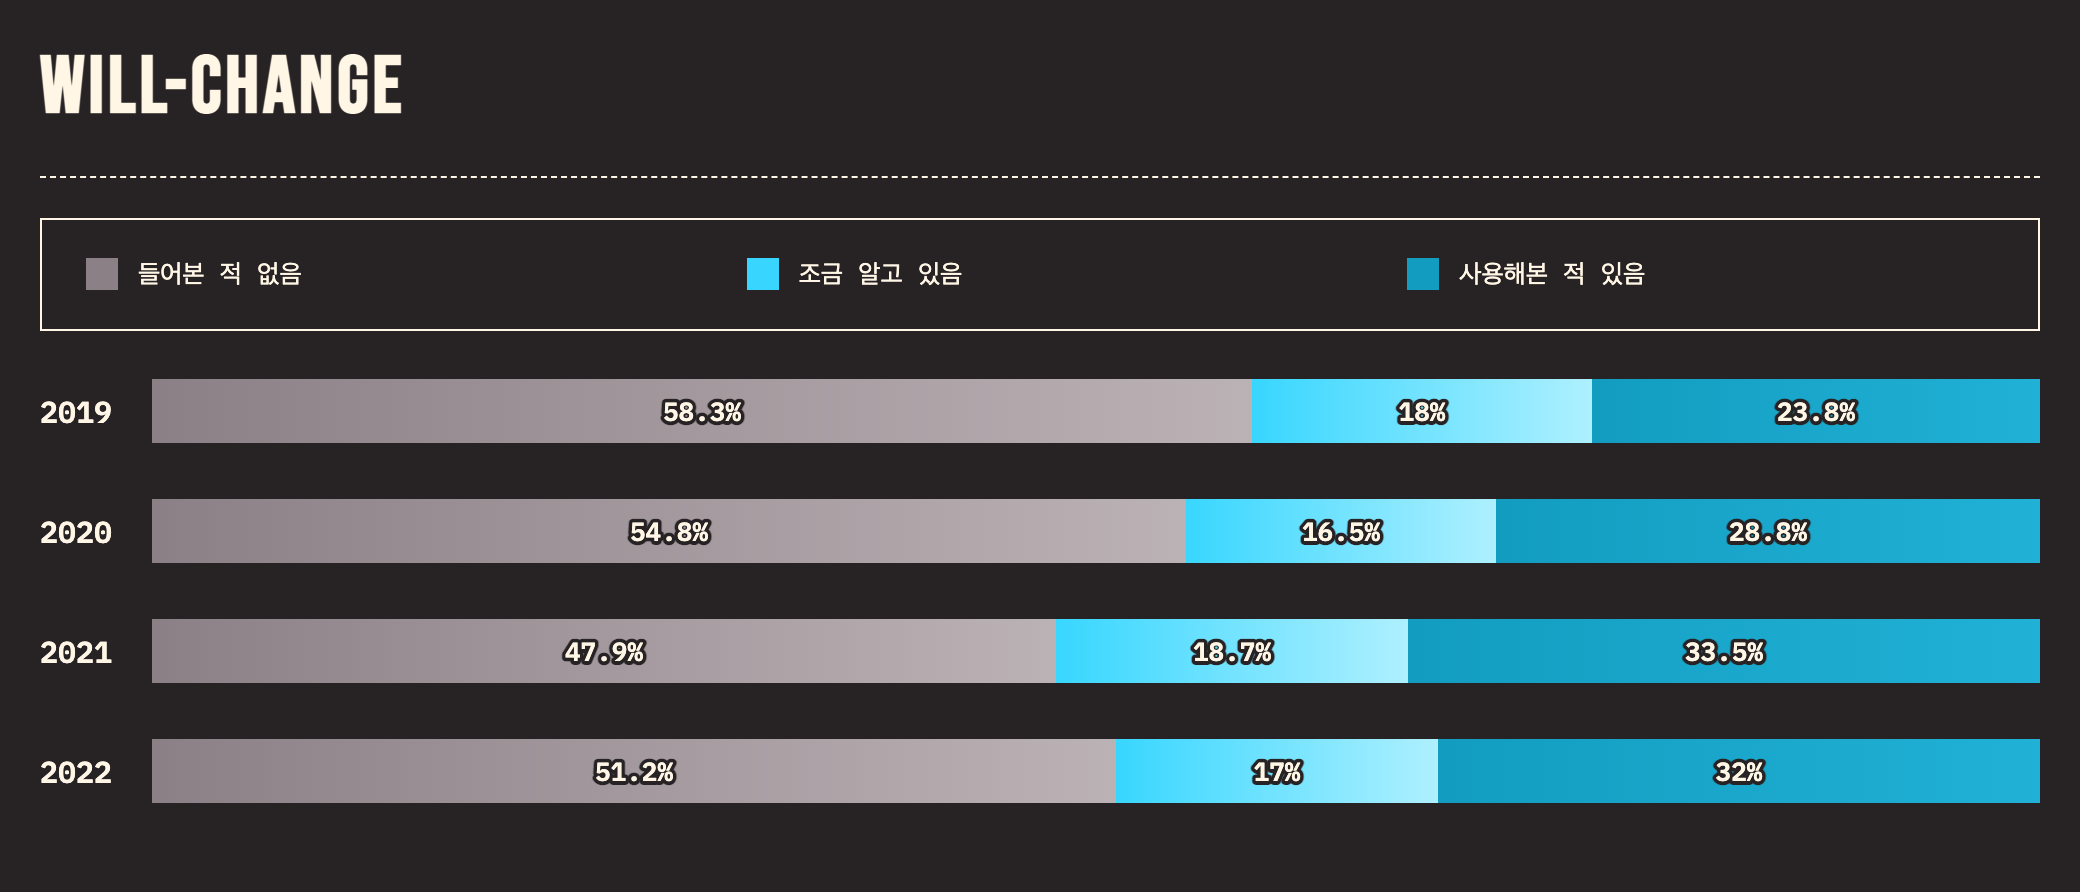 WILL-CHANGE
들어본 적 없음 조금 알고 있음 사용해본 적 있음
2019 58.3% 18% 23.8%
2020 54.8% 16.5% 28.8%
2021 47.9% 18.7% 33.5%
2022 51.2% 17% 32%